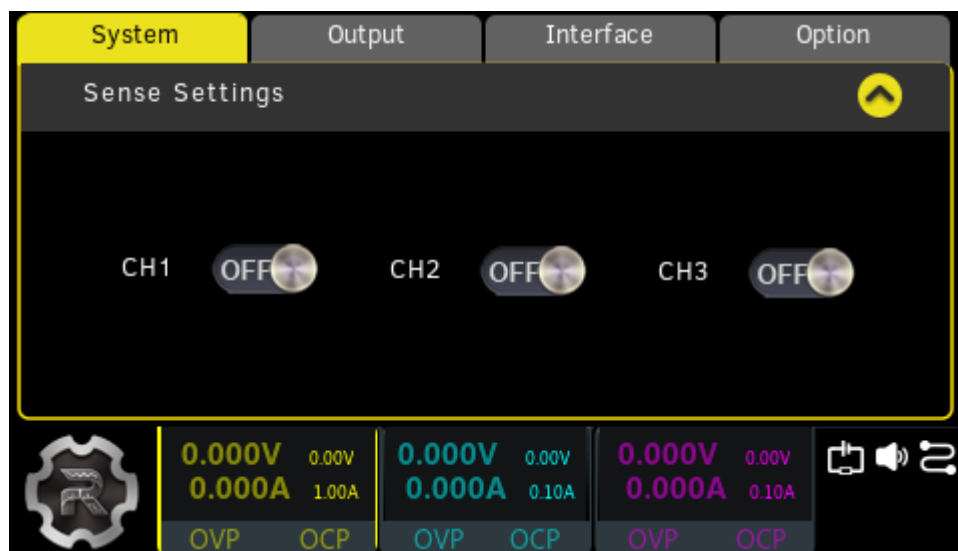 System Output Interface Option
Sense Settings
CH1 OFF CH2 OFF CH3 OFF
0.000V 0.00V 0.000V 0.00V 0.000V 0.00V
0.000A 1.00A 0.000A 0.10A 0.000A 0.10A
OVP OCP OVP OCP OVP OCP